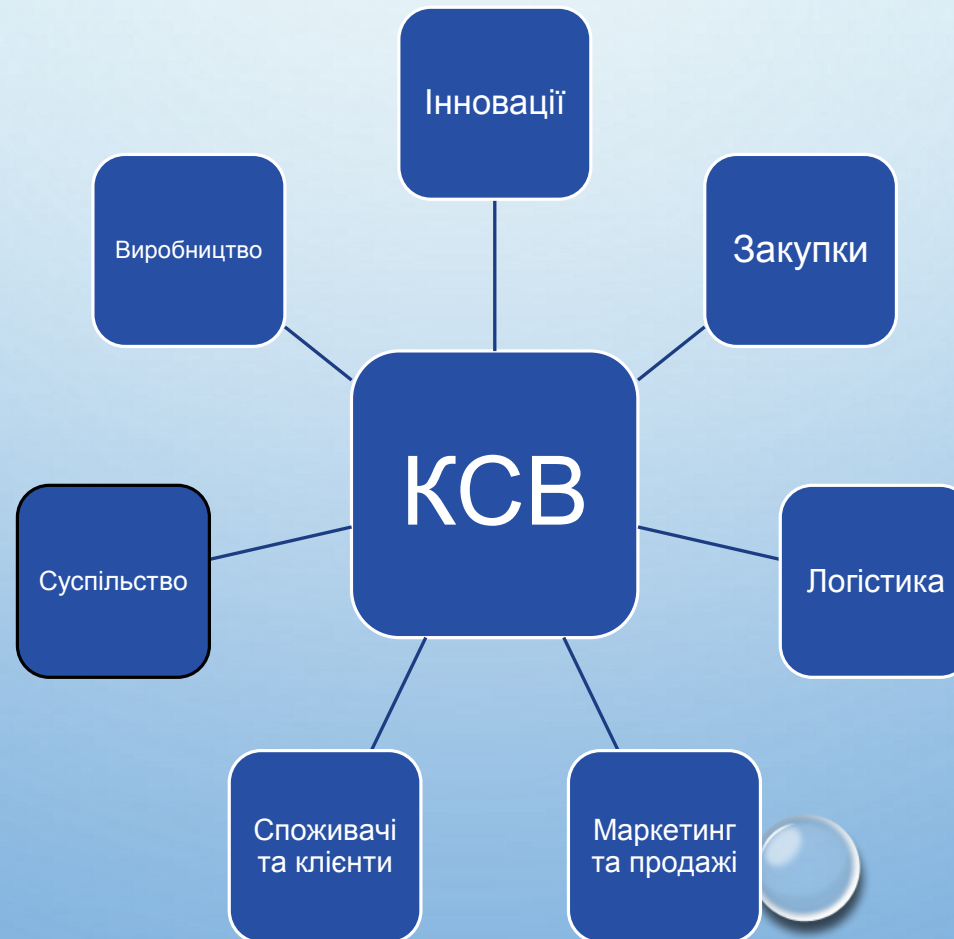 Інновації
Виробництво
Закупки
КСВ
Суспільство
Логістика
Споживачі
та клієнти
Маркетинг
та продажі